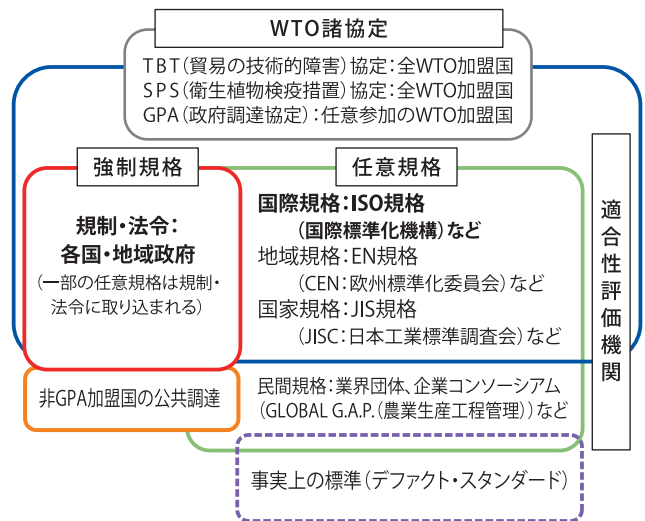 WTO諸協定
TBT(貿易の技術的障害)協定:全WTO加盟国
SPS(衛生植物検疫措置)協定:全WTO加盟国
GPA(政府調達協定):任意参加のWTO加盟国
強制規格
規制・法令:
各国・地域政府
(一部の任意規格は規制・
法令に取り込まれる)
任意規格
国際規格:ISO規格
(国際標準化機構)など
地域規格:EN規格
(CEN:欧州標準化委員会)など
国家規格:JIS規格
(JISC:日本工業標準調査会)など
適合性評価機関
非GPA加盟国の公共調達
民間規格:業界団体、企業コンソーシアム
(GLOBAL G.A.P.(農業生産工程管理))など
事実上の標準(デファクト・スタンダード)